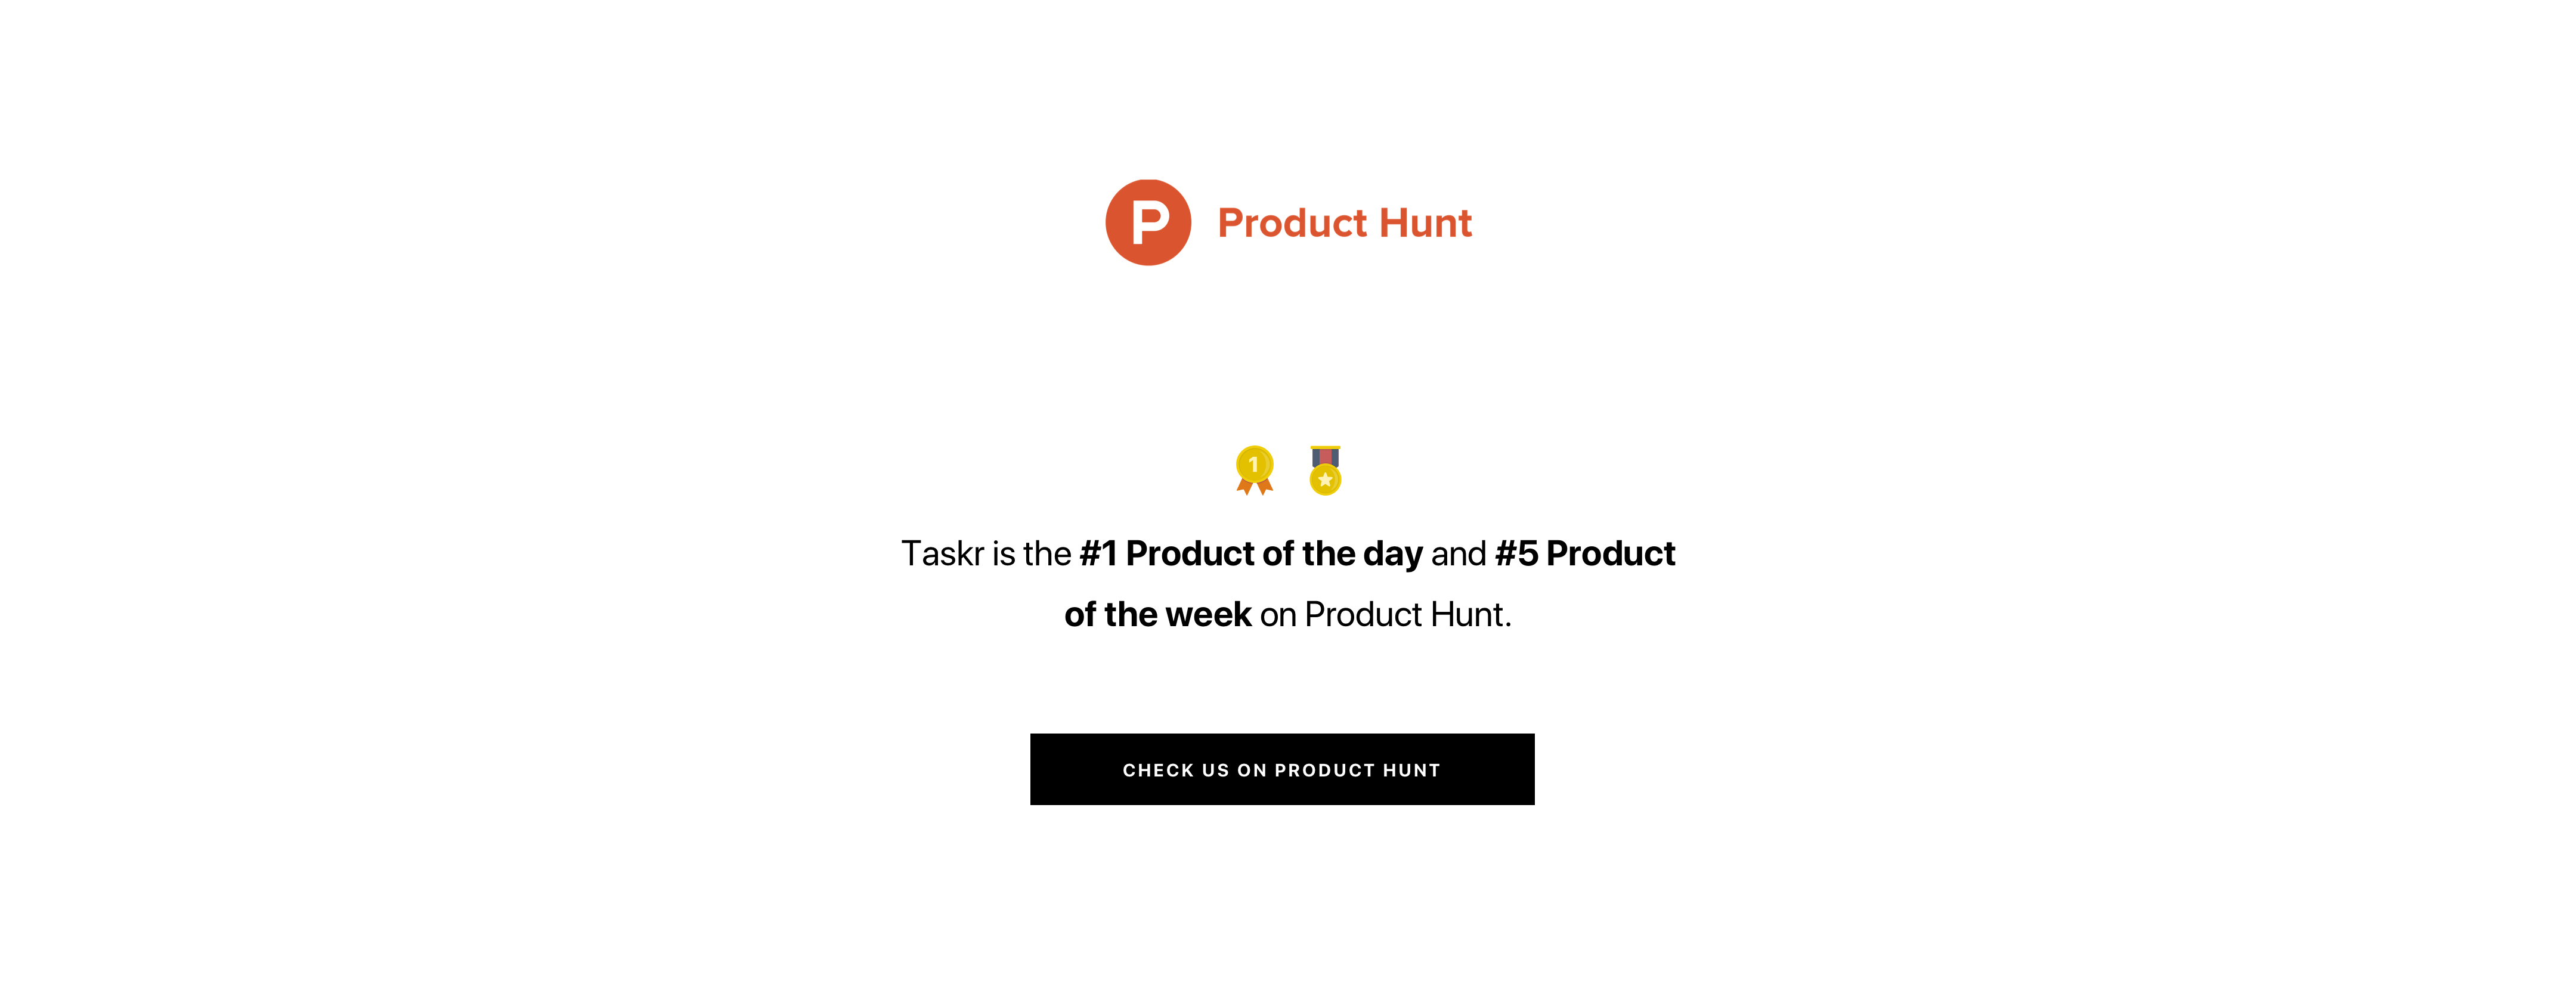 P Product Hunt
1
Taskr is the #1 Product of the day and #5 Product
of the week on Product Hunt.
CHECK US ON PRODUCT HUNT